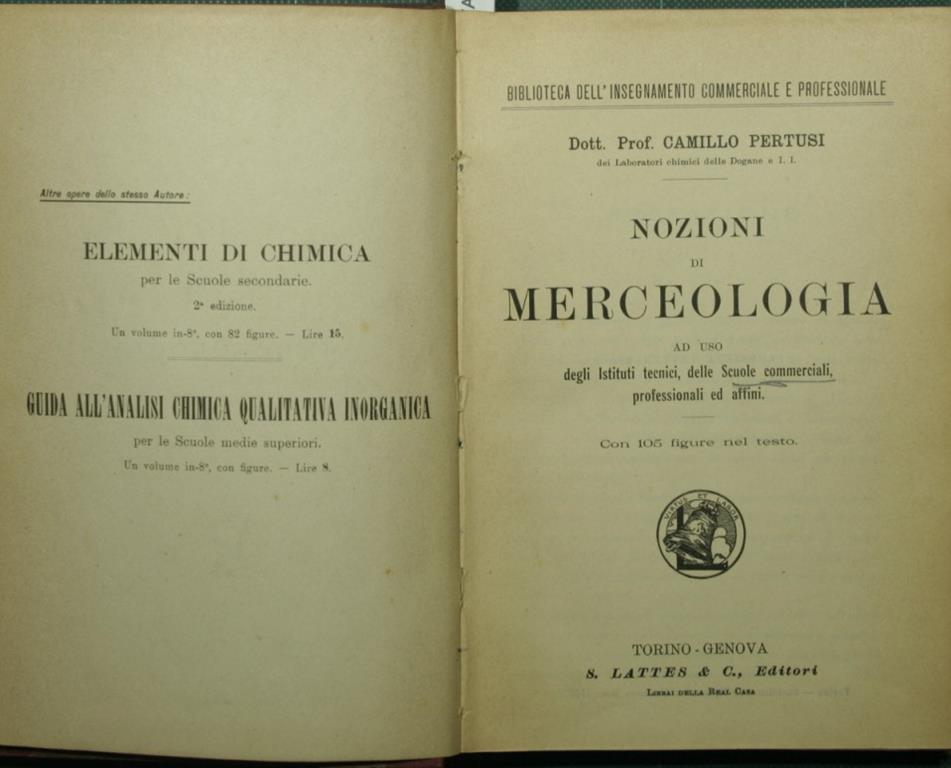 Altre opere dello stesso Autore:
ELEMENTI DI CHIMICA
per le Scuole secondarie.
2ª edizione.
Un volume in-8°, con 82 figure. — Lire 15.
GUIDA ALL'ANALISI CHIMICA QUALITATIVA INORGANICA
per le Scuole medie superiori.
Un volume in-8°, con figure. — Lire 8.
BIBLIOTECA DELL'INSEGNAMENTO COMMERCIALE E PROFESSIONALE
Dott. Prof. CAMILLO PERTUSI
dei Laboratori chimici delle Dogane e I. I.
NOZIONI
DI
MERCEOLOGIA
AD USO
degli Istituti tecnici, delle Scuole commerciali,
professionali ed affini.
Con 105 figure nel testo.
VIRTUS ET LABOR
L
TORINO - GENOVA
S. LATTES & C., Editori
LIBRAI DELLA REAL CASA